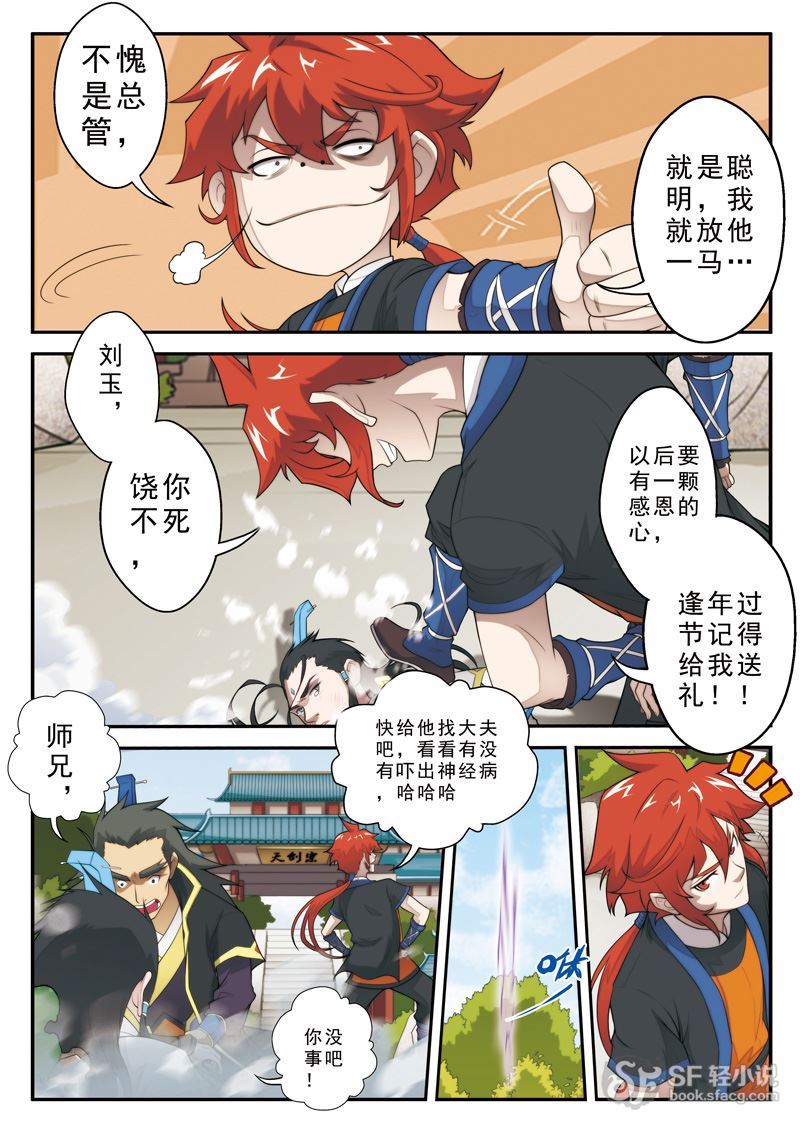 不愧
是总
管，
就是聪
明，我
就放他
一马…
刘
玉，
饶你
不死，
以后要
有一颗
感恩的
心，
逢年过
节记得
给我送
礼！！
师
兄，
快给他找大夫
吧，看看有没
有吓出神经病
，哈哈哈
天剑宗
你没
事吧
！
咻
SF 轻小说
book.sfacg.com